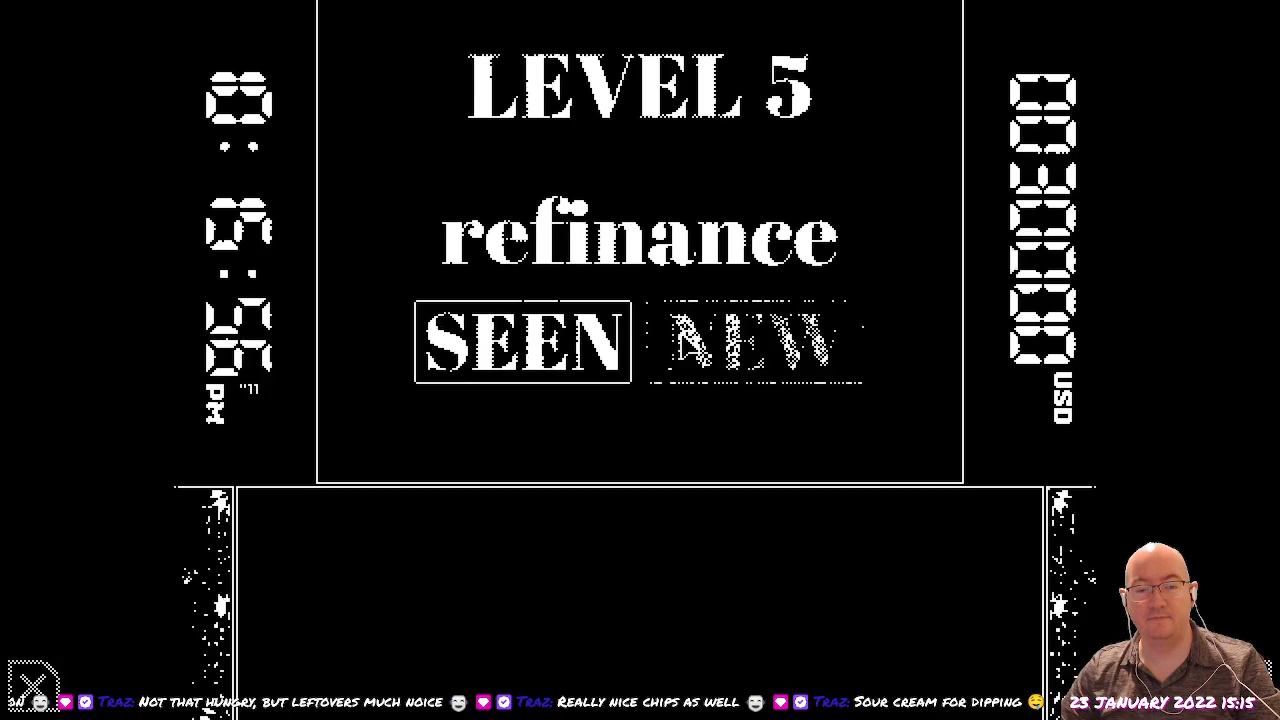 LEVEL 5
refinance
SEEN NEW
PM "11
USD
Traz: Not that hungry, but leftovers much noice Traz: Really nice chips as well Traz: Sour cream for dipping
23 January 2022 15:15